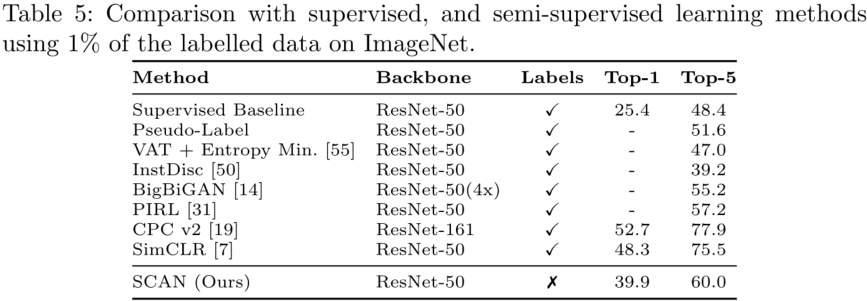 Table 5: Comparison with supervised, and semi-supervised learning methods
using 1% of the labelled data on ImageNet.
Method Backbone Labels Top-1 Top-5
Supervised Baseline ResNet-50 ✓ 25.4 48.4
Pseudo-Label ResNet-50 ✓ - 51.6
VAT + Entropy Min. [55] ResNet-50 ✓ - 47.0
InstDisc [50] ResNet-50 ✓ - 39.2
BigBiGAN [14] ResNet-50(4x) ✓ - 55.2
PIRL [31] ResNet-50 ✓ - 57.2
CPC v2 [19] ResNet-161 ✓ 52.7 77.9
SimCLR [7] ResNet-50 ✓ 48.3 75.5
SCAN (Ours) ResNet-50 ✗ 39.9 60.0